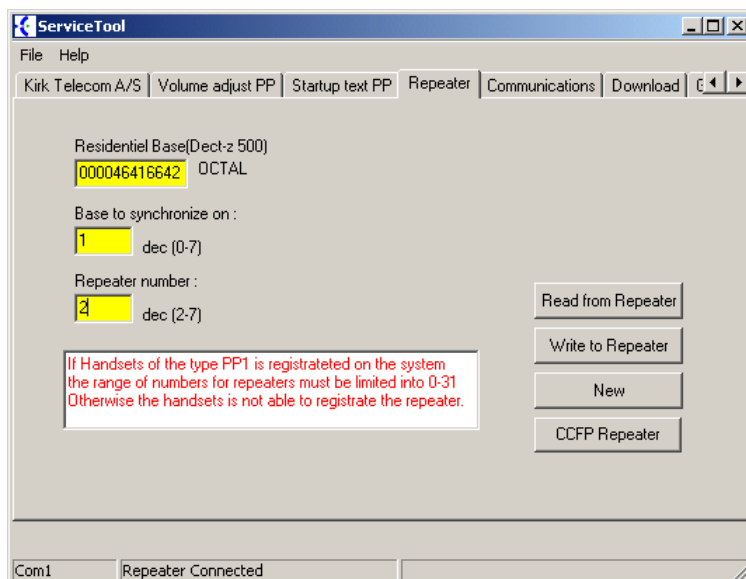 ServiceTool
File Help
Kirk Telecom A/S Volume adjust PP Startup text PP Repeater Communications Download
Residentiel Base(Dect-z 500)
000046416642 OCTAL
Base to synchronize on :
1 dec (0-7)
Repeater number :
2 dec (2-7)
If Handsets of the type PP1 is registrateted on the system
the range of numbers for repeaters must be limited into 0-31
Otherwise the handsets is not able to registrate the repeater.
Read from Repeater
Write to Repeater
New
CCFP Repeater
Com1 Repeater Connected